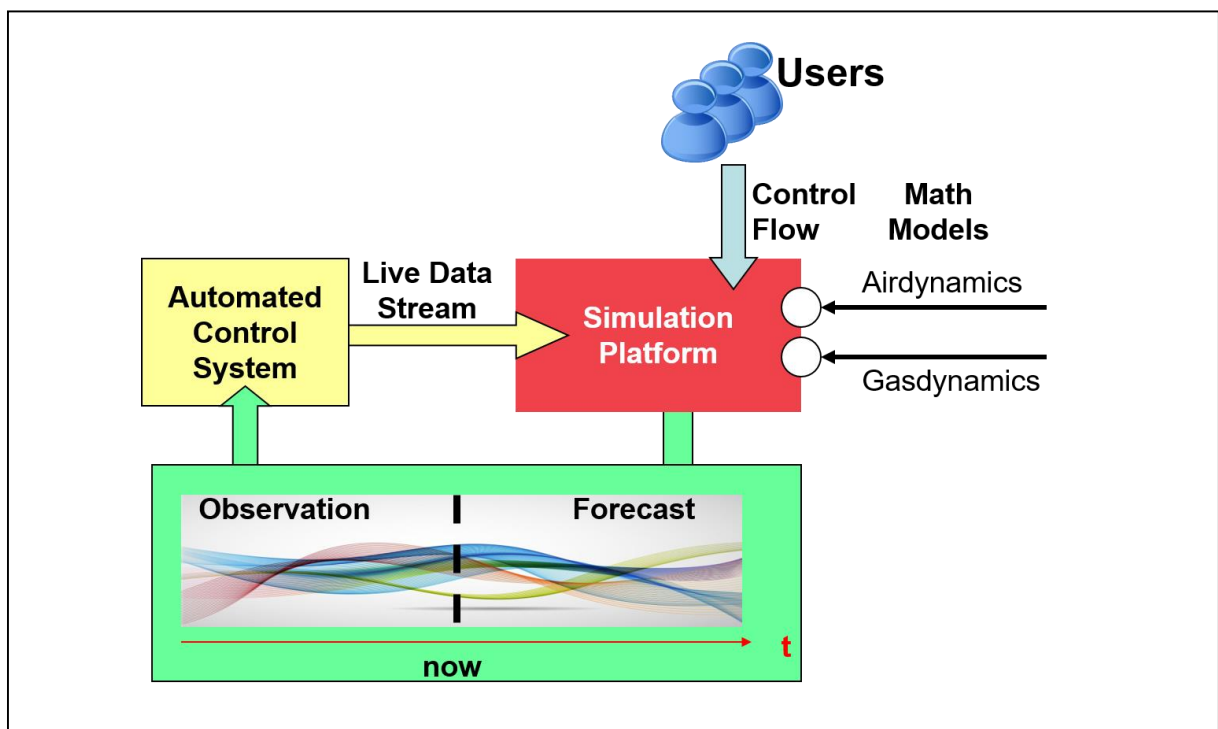 Users
Control
Flow
Math
Models
Automated
Control
System
Live Data
Stream
Simulation
Platform
Airdynamics
Gasdynamics
Observation
Forecast
now
t